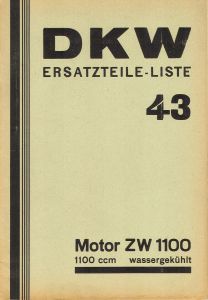 DKW
ERSATZTEILE-LISTE
43
Motor ZW 1100
1100 ccm wassergekühlt